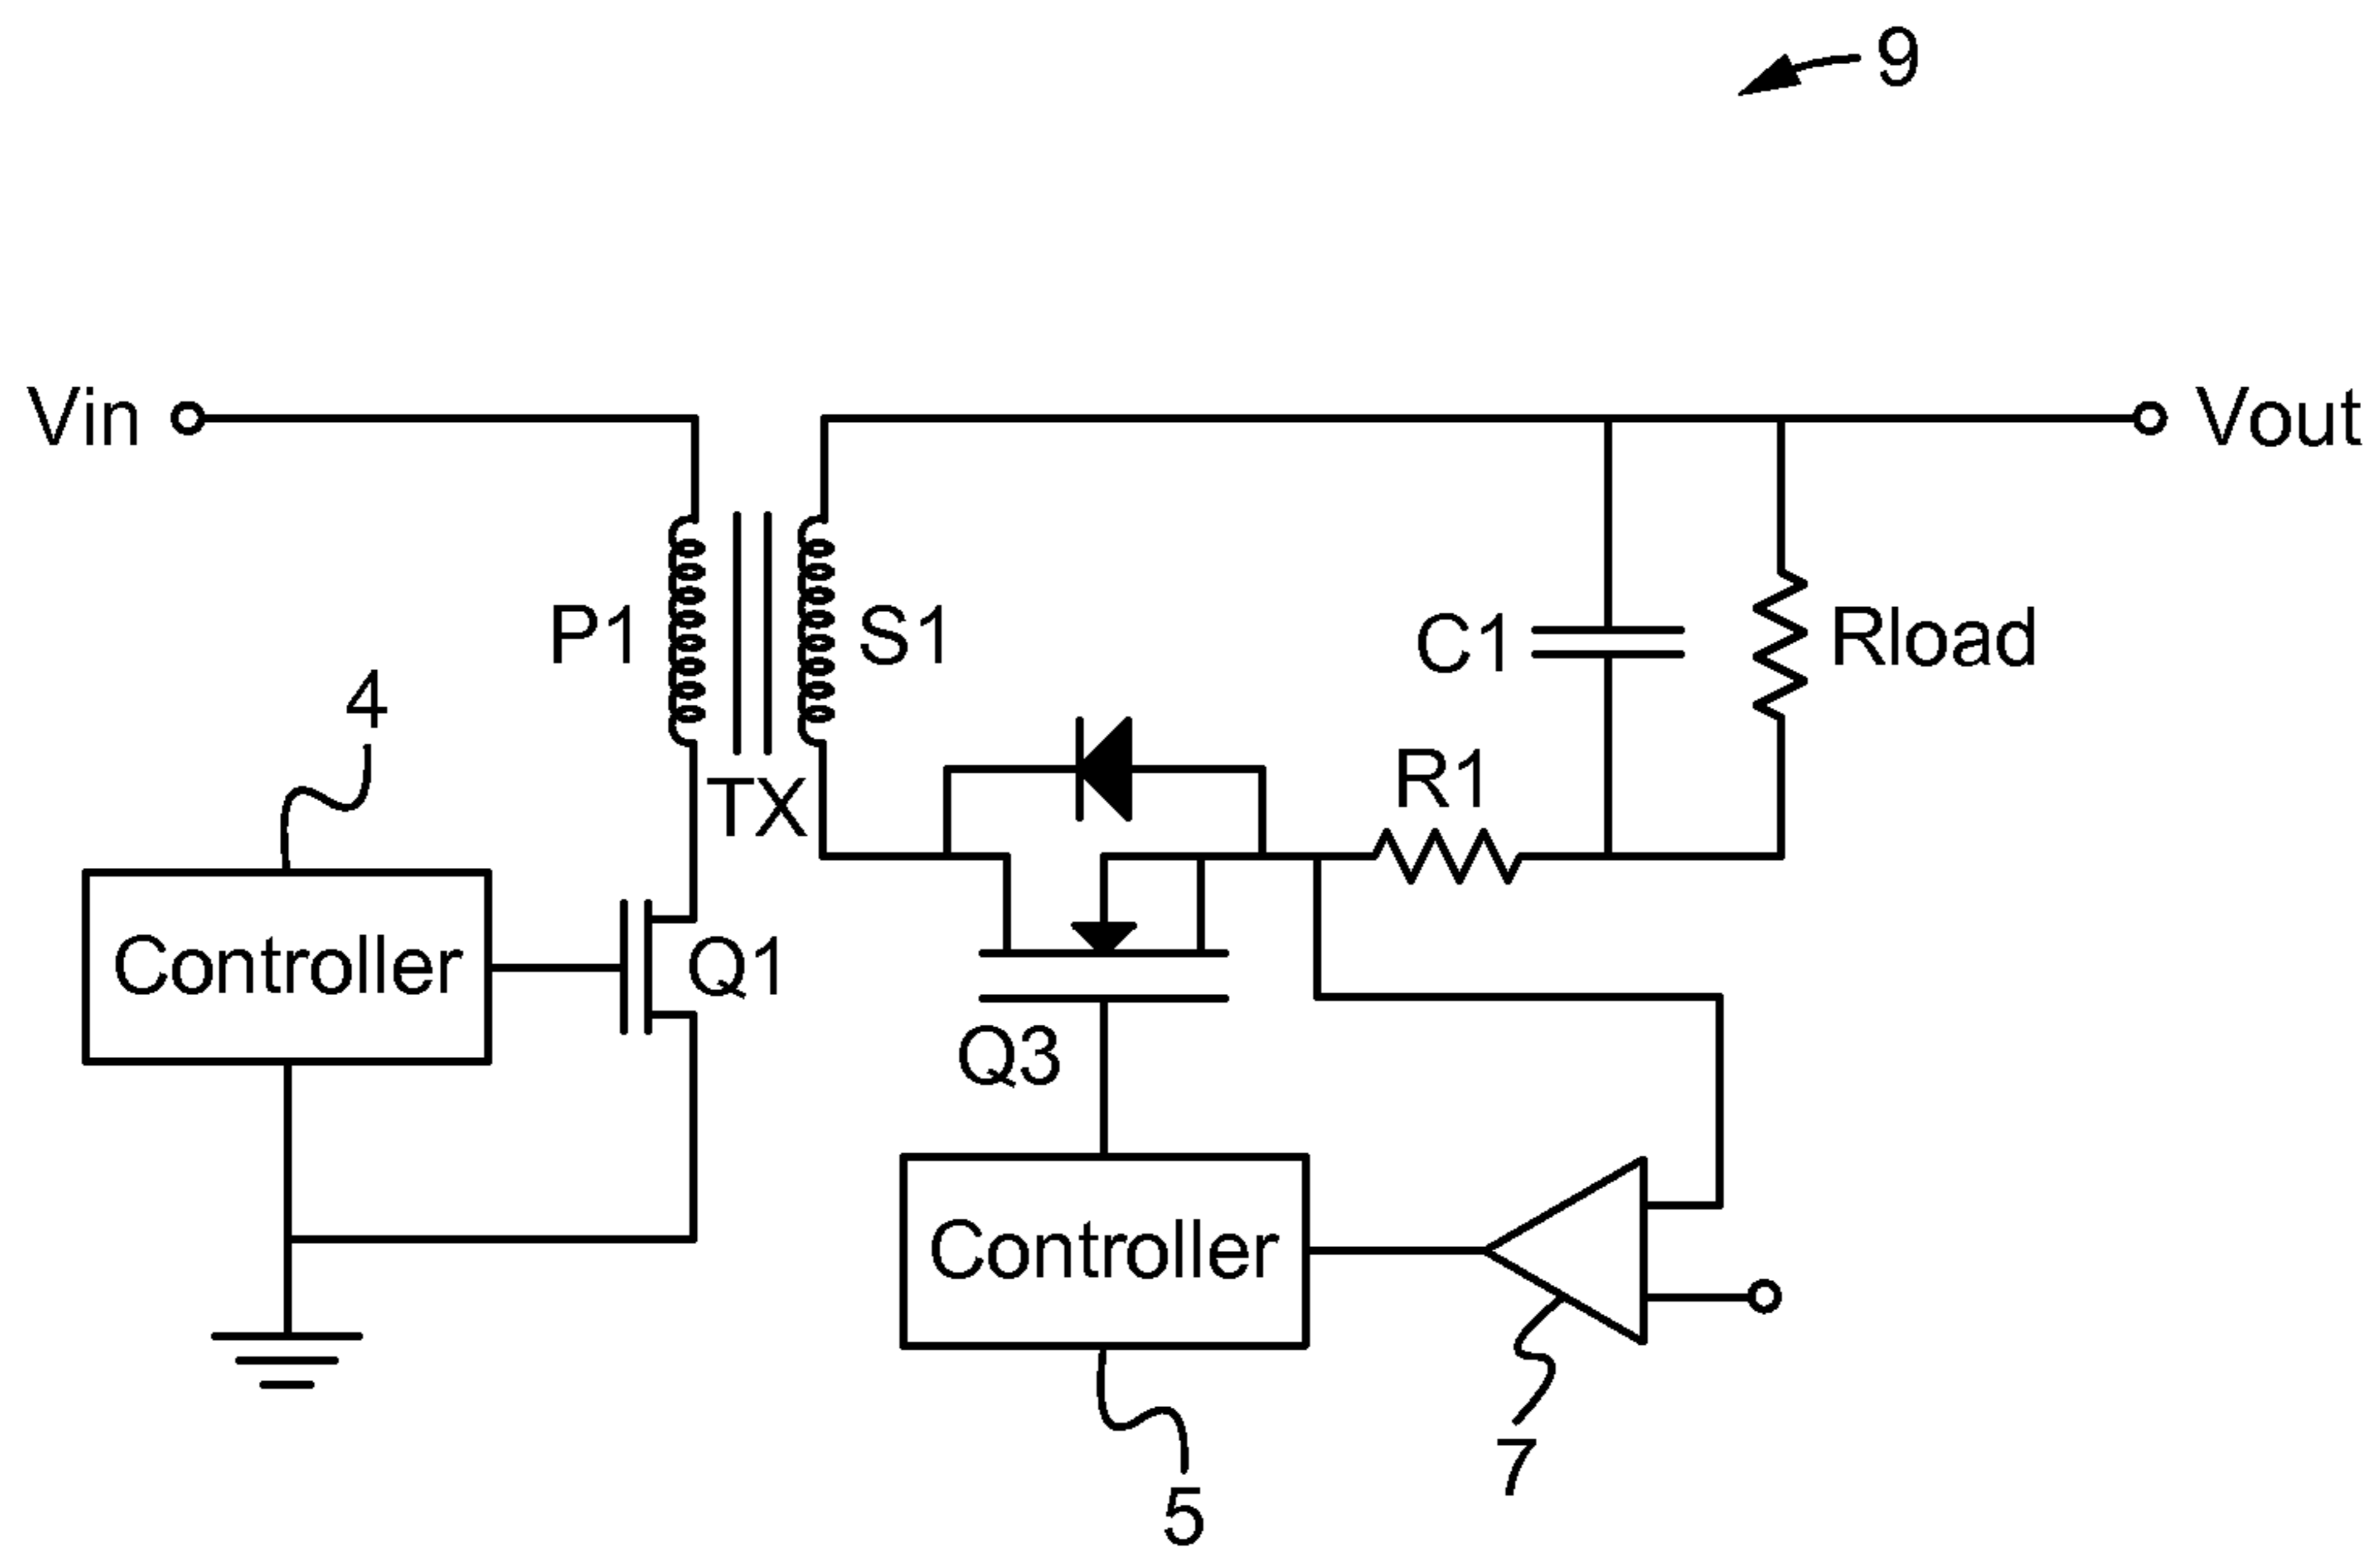 9
Vin
Vout
P1
S1
C1
Rload
4
R1
TX
Controller
Q1
Q3
Controller
7
5